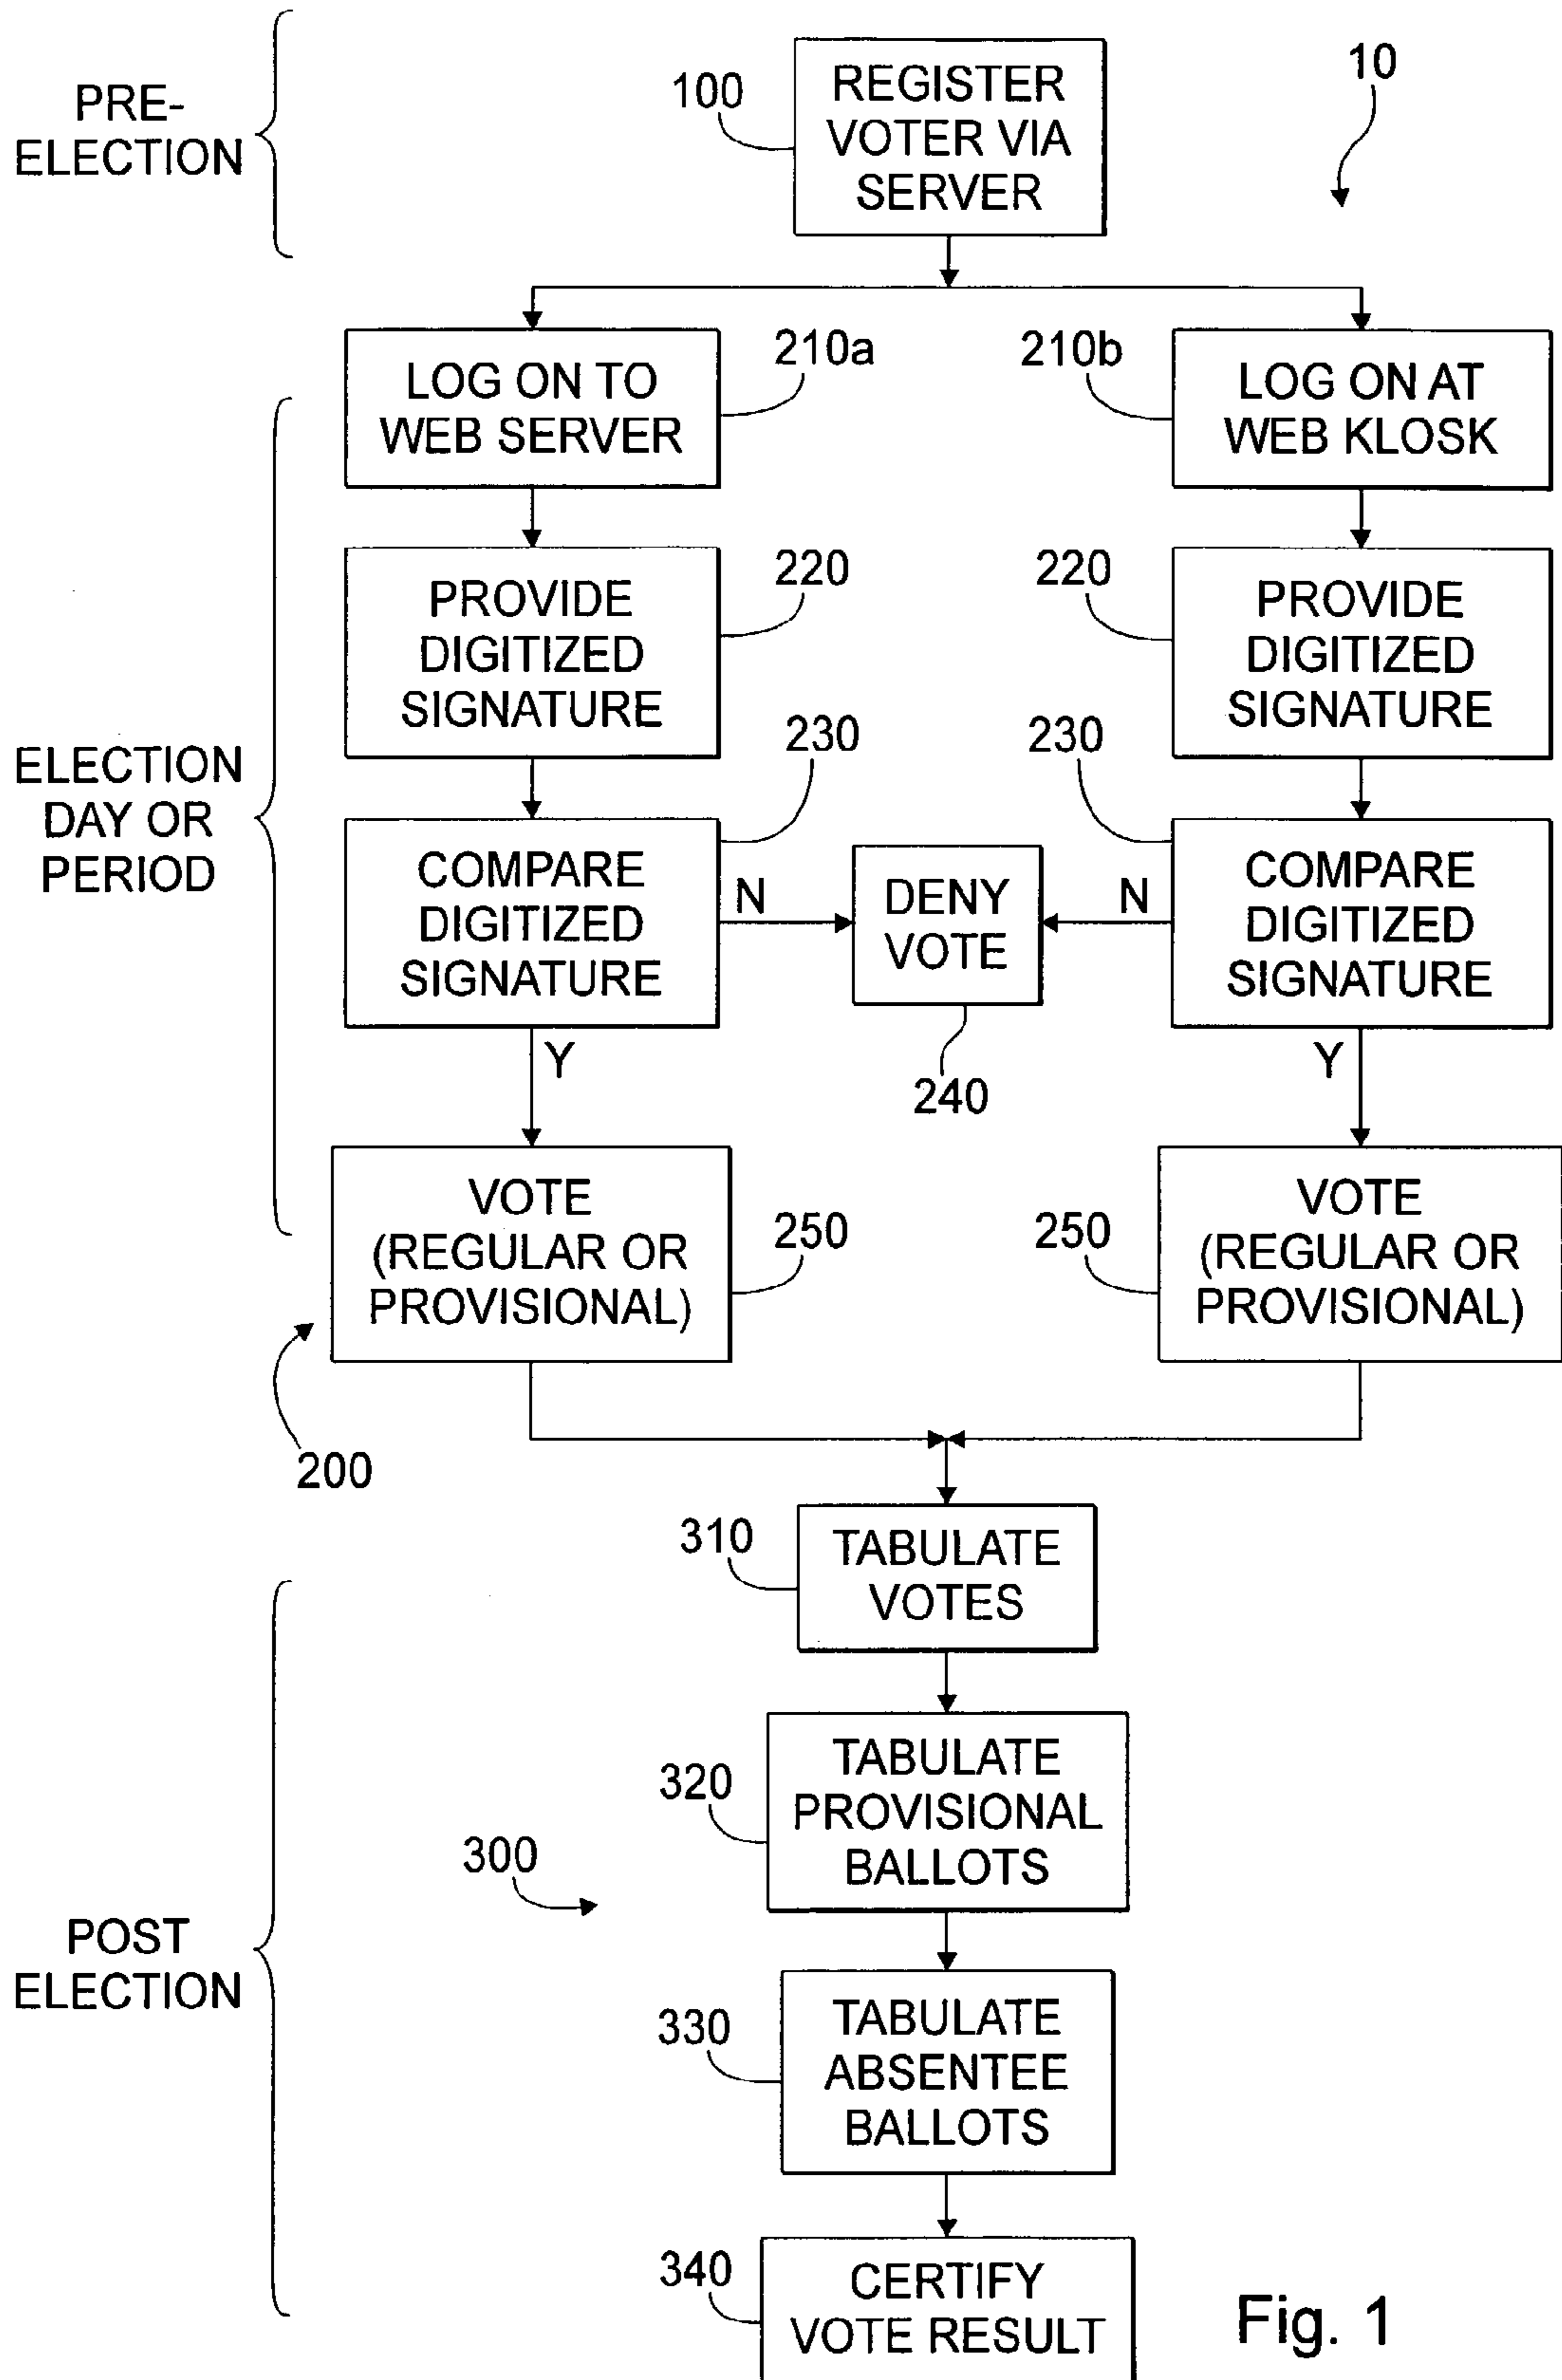 PRE-
ELECTION
100
REGISTER
VOTER VIA
SERVER
10
LOG ON TO
WEB SERVER
210a
210b
LOG ON AT
WEB KLOSK
PROVIDE
DIGITIZED
SIGNATURE
220
220
PROVIDE
DIGITIZED
SIGNATURE
ELECTION
DAY OR
PERIOD
230
230
COMPARE
DIGITIZED
SIGNATURE
N
DENY
VOTE
N
COMPARE
DIGITIZED
SIGNATURE
Y
240
Y
VOTE
(REGULAR OR
PROVISIONAL)
250
250
VOTE
(REGULAR OR
PROVISIONAL)
200
310
TABULATE
VOTES
320
TABULATE
PROVISIONAL
BALLOTS
300
POST
ELECTION
330
TABULATE
ABSENTEE
BALLOTS
340
CERTIFY
VOTE RESULT
Fig. 1